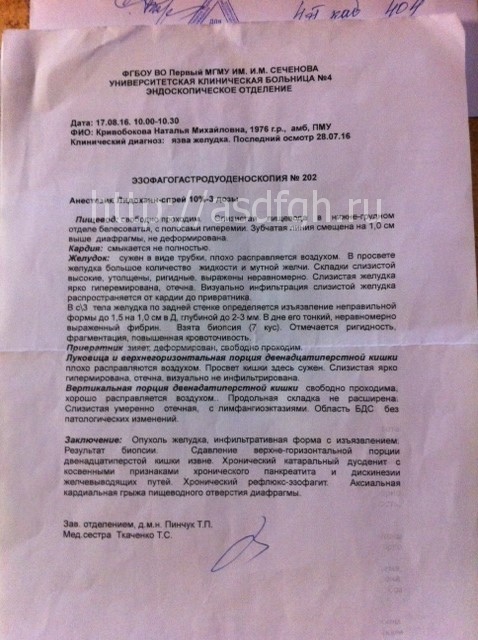 4-П каб 404
ФГБОУ ВО Первый МГМУ ИМ. И.М. СЕЧЕНОВА
УНИВЕРСИТЕТСКАЯ КЛИНИЧЕСКАЯ БОЛЬНИЦА №4
ЭНДОСКОПИЧЕСКОЕ ОТДЕЛЕНИЕ
Дата: 17.08.16. 10.00-10.30
ФИО: Кривобокова Наталья Михайловна, 1976 г.р., амб, ПМУ
Клинический диагноз: язва желудка. Последний осмотр 28.07.16
ЭЗОФАГОГАСТРОДУОДЕНОСКОПИЯ № 202
Анестезия Лидокаин-спрей 10%-3 дозы
Пищевод: свободно проходим. Слизистая пищевода в нижне-грудном
отделе белесоватая, с полосами гиперемии. Зубчатая линия смещена на 1,0 см
выше диафрагмы, не деформирована.
Кардия: смыкается не полностью.
Желудок: сужен в виде трубки, плохо расправляется воздухом. В просвете
желудка большое количество жидкости и мутной желчи. Складки слизистой
высокие, утолщены, ригидные, выражены неравномерно. Слизистая желудка
ярко гиперемирована, отечна. Визуально инфильтрация слизистой желудка
распространяется от кардии до привратника.
В с\3 тела желудка по задней стенке определяется изъязвление неправильной
формы до 1,5 на 1,0 см в Д, глубиной до 2-3 мм. В дне его тонкий, неравномерно
выраженный фибрин. Взята биопсия (7 кус). Отмечается ригидность,
фрагментация, повышенная кровоточивость.
Привратник зияет, деформирован, свободно проходим.
Луковица и верхнегоризонтальная порция двенадцатиперстной кишки
плохо расправляются воздухом. Просвет кишки здесь сужен. Слизистая ярко
гиперемирована, отечна, визуально не инфильтрирована.
Вертикальная порция двенадцатиперстной кишки свободно проходима,
хорошо расправляется воздухом.. Продольная складка не расширена.
Слизистая умеренно отечная, с лимфангиоэктазиями. Область БДС без
патологических изменений.
Заключение: Опухоль желудка, инфильтративная форма с изъязвлением.
Результат биопсии. Сдавление верхне-горизонтальной порции
двенадцатиперстой кишки извне. Хронический катаральный дуоденит с
косвенными признаками хронического панкреатита и дискинезии
желчевыводящих путей. Хронический рефлюкс-эзофагит. Аксиальная
кардиальная грыжа пищеводного отверстия диафрагмы.
Зав. отделением, д.м.н. Пинчук Т.П.
Мед.сестра Ткаченко Т.С.